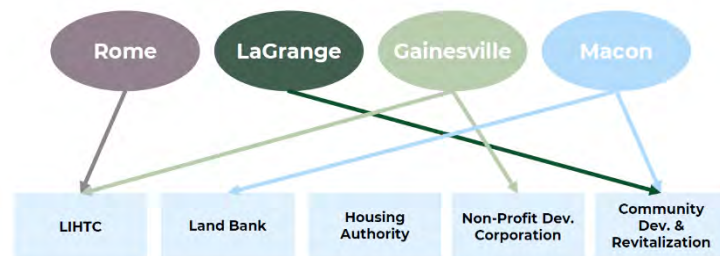 Rome
LaGrange
Gainesville
Macon
LIHTC
Land Bank
Housing
Authority
Non-Profit Dev.
Corporation
Community
Dev. &
Revitalization